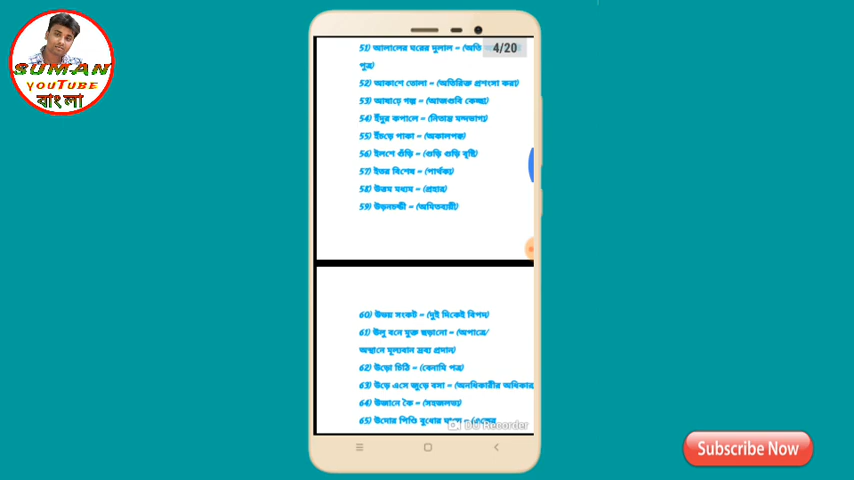 SUMAN
YOUTUBE
বাংলা
4/20
51) আলালের ঘরের দুলাল = (অতি
পুত্র)
52) আকাশে তোলা = (অতিরিক্ত প্রশংসা করা)
53) আষাঢ়ে গল্প = (আজগুবি কেচ্ছা)
54) ইঁদুর কপালে = (নিতান্ত মন্দভাগ্য)
55) ইঁচড়ে পাকা = (অকালপক্ক)
56) ইলশে গুঁড়ি = (গুড়ি গুড়ি বৃষ্টি)
57) ইতর বিশেষ = (পার্থক্য)
58) উত্তম মধ্যম = (প্রহার)
59) উড়নচন্ডী = (অমিতব্যয়ী)
60) উভয় সংকট = (দুই দিকেই বিপদ)
61) উলু বনে মুক্ত ছড়ানো = (অপাত্রে/
অস্থানে মূল্যবান দ্রব্য প্রদান)
62) উড়ো চিঠি = (বেনামি পত্র)
63) উড়ে এসে জুড়ে বসা = (অনধিকারীর অধিকার
64) উজানে কৈ = (সহজলভ্য)
65) উদোর পিণ্ডি বুধোর
DU Recorder
Subscribe Now